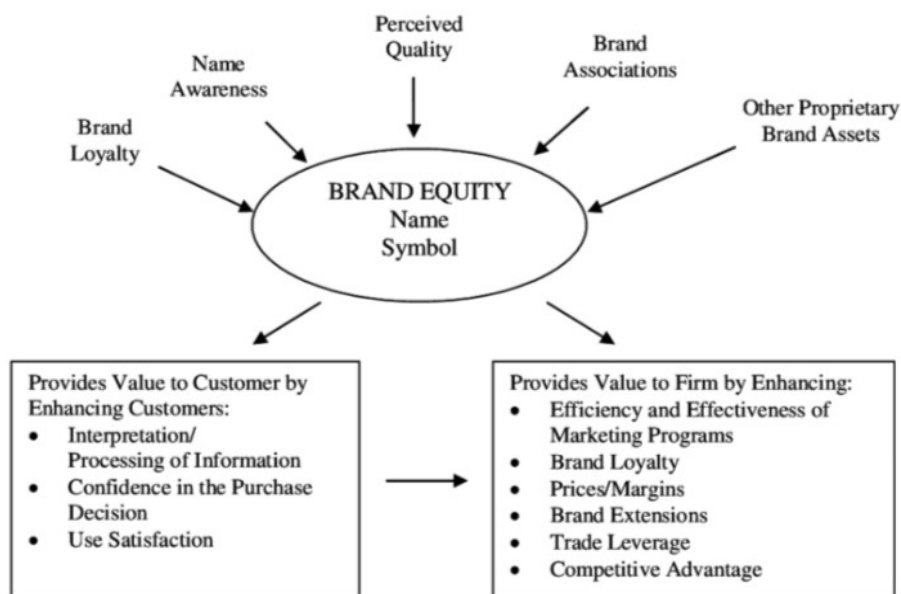 Perceived
Quality
Brand
Associations
Name
Awareness
Other Proprietary
Brand Assets
Brand
Loyalty
BRAND EQUITY
Name
Symbol
Provides Value to Customer by
Enhancing Customers:
• Interpretation/
Processing of Information
• Confidence in the Purchase
Decision
• Use Satisfaction
Provides Value to Firm by Enhancing:
• Efficiency and Effectiveness of
Marketing Programs
• Brand Loyalty
• Prices/Margins
• Brand Extensions
• Trade Leverage
• Competitive Advantage